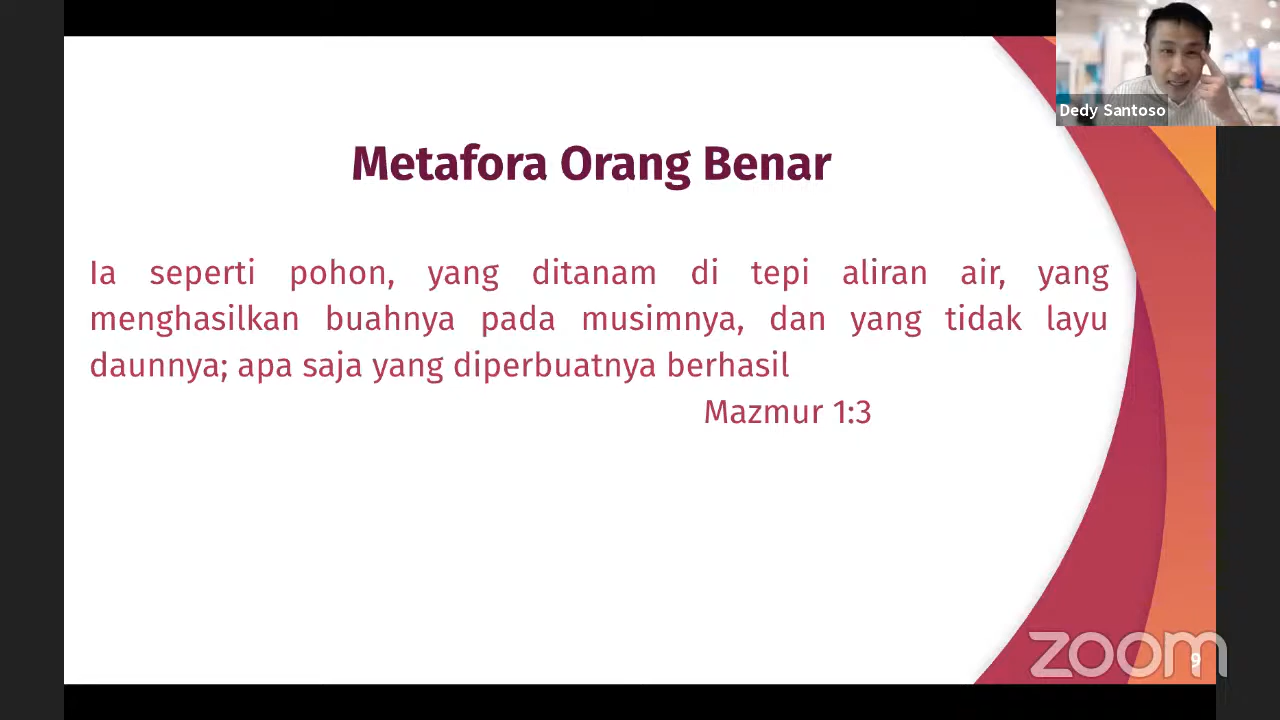 Dedy Santoso
Metafora Orang Benar
Ia seperti pohon, yang ditanam di tepi aliran air, yang
menghasilkan buahnya pada musimnya, dan yang tidak layu
daunnya; apa saja yang diperbuatnya berhasil
Mazmur 1:3
zoom
9